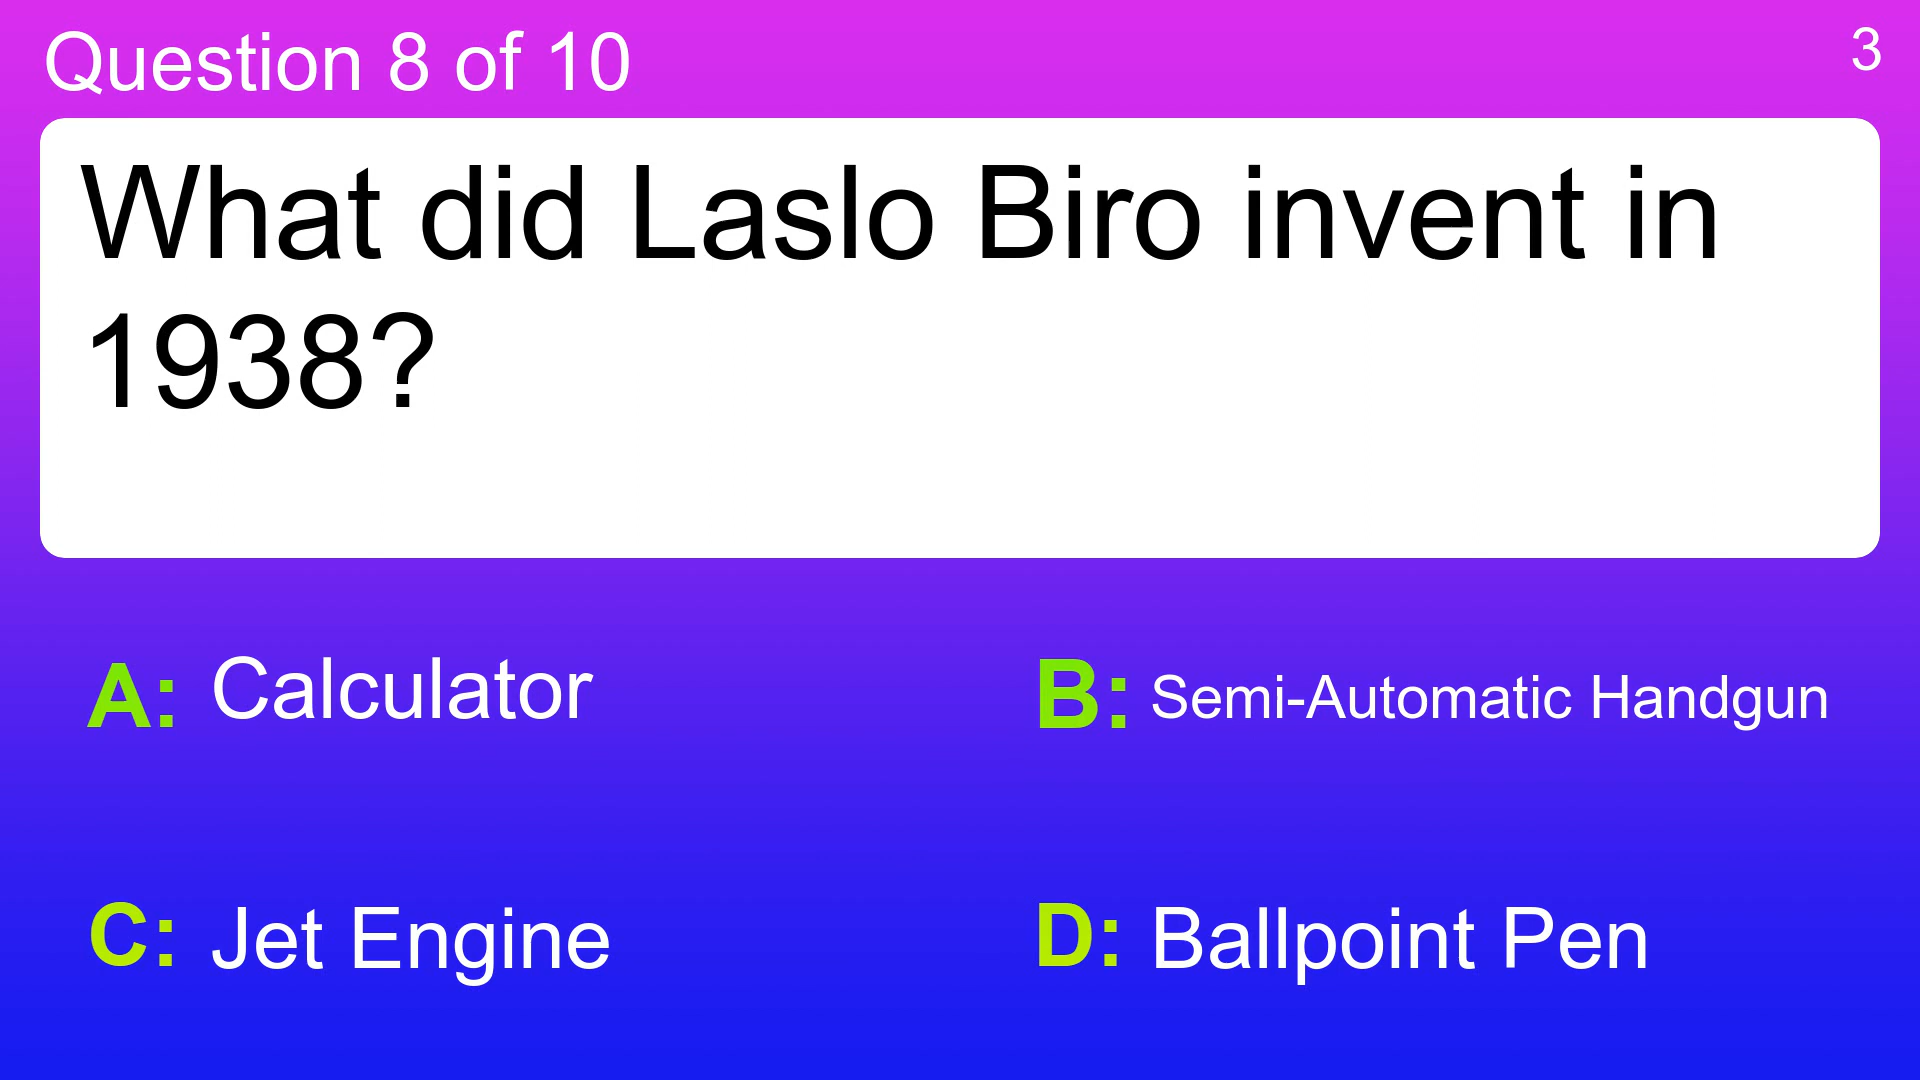 Question 8 of 10
3
What did Laslo Biro invent in
1938?
A: Calculator
B: Semi-Automatic Handgun
C: Jet Engine
D: Ballpoint Pen